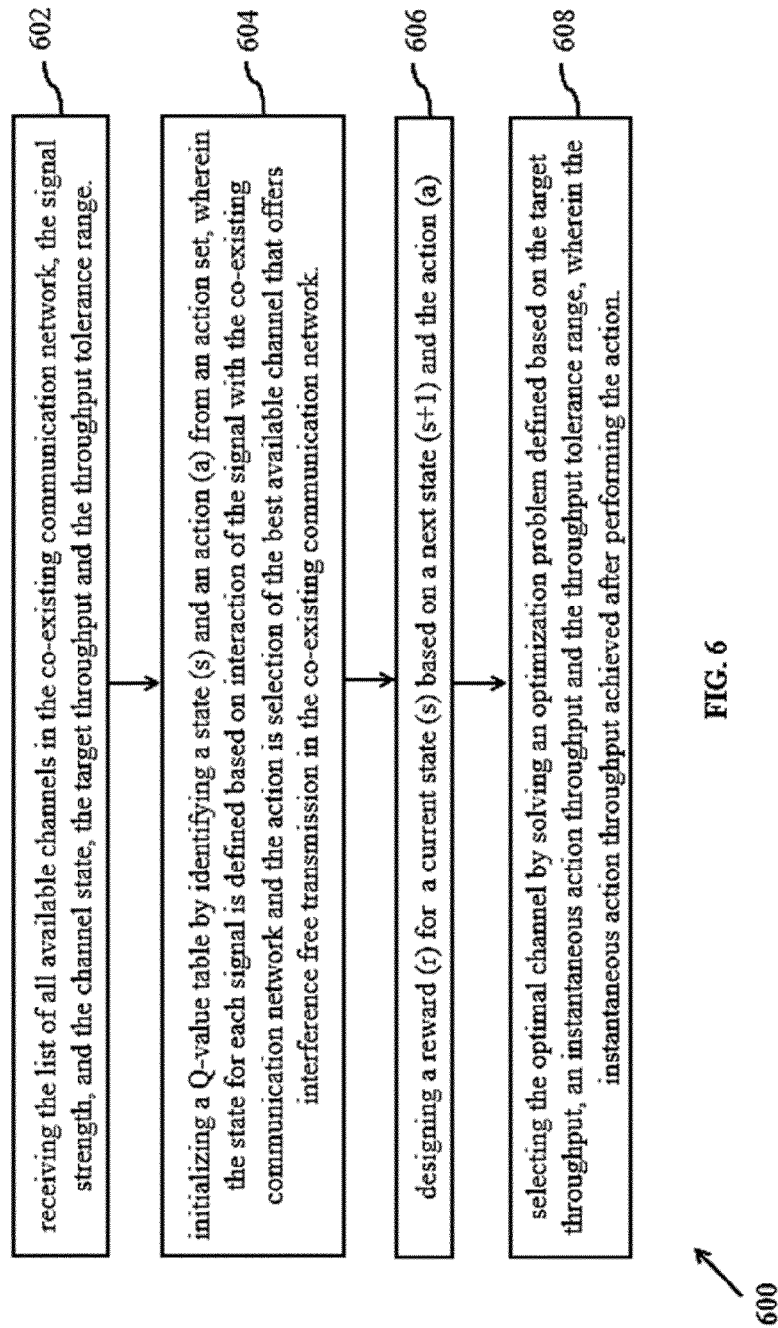 receiving the list of all available channels in the co-existing communication network, the signal
strength, and the channel state, the target throughput and the throughput tolerance range.
602
initializing a Q-value table by identifying a state (s) and an action (a) from an action set, wherein
the state for each signal is defined based on interaction of the signal with the co-existing
communication network and the action is selection of the best available channel that offers
interference free transmission in the co-existing communication network.
604
designing a reward (r) for a current state (s) based on a next state (s+1) and the action (a)
606
selecting the optimal channel by solving an optimization problem defined based on the target
throughput, an instantaneous action throughput and the throughput tolerance range, wherein the
instantaneous action throughput achieved after performing the action.
608
600
FIG. 6